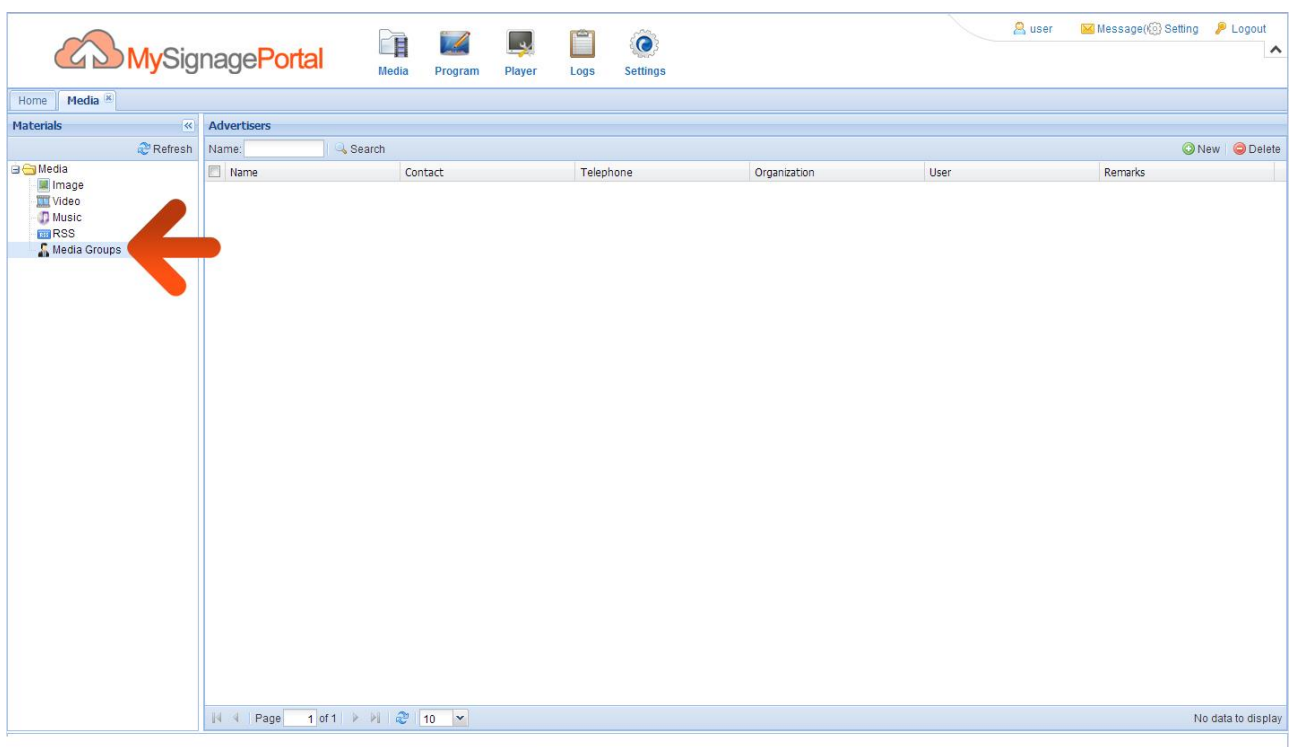 user Message( Setting Logout
MySignagePortal
Media Program Player Logs Settings
Home Media
Materials
Advertisers
Refresh
Name: Search New Delete
Media
Name Contact Telephone Organization User Remarks
Image
Video
Music
RSS
Media Groups
Page 1 of 1 10 No data to display